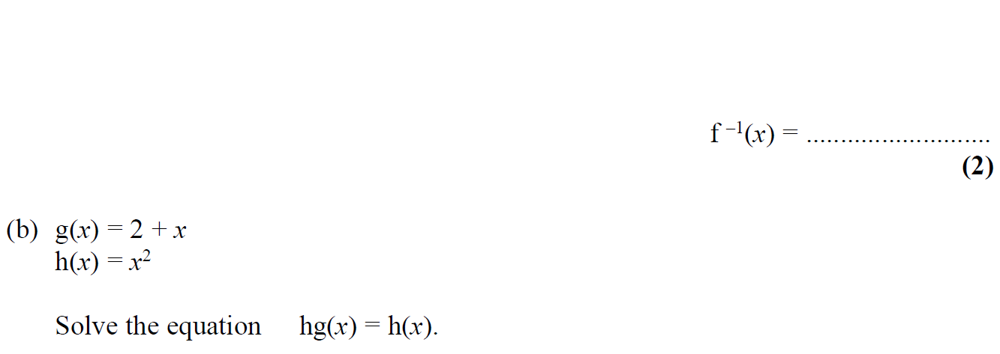 f⁻¹(x) = ...........................
(2)
(b) g(x) = 2 + x
h(x) = x²
Solve the equation hg(x) = h(x).